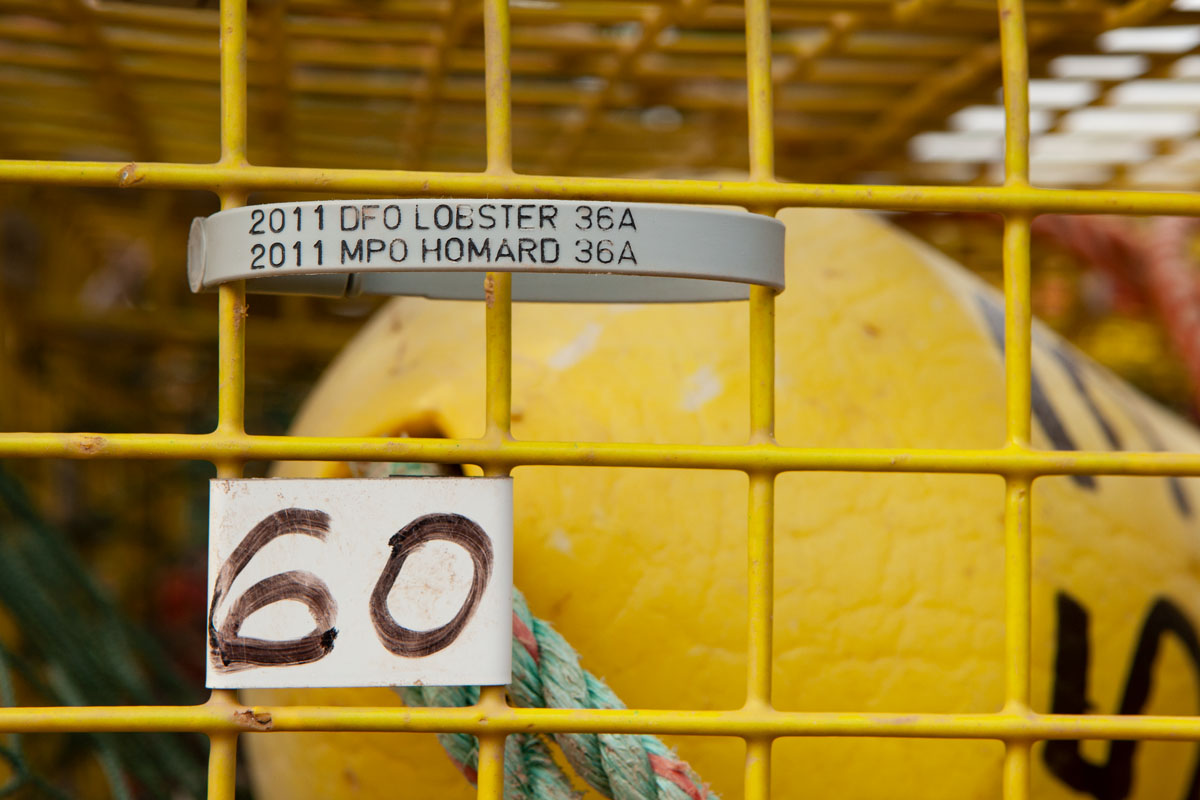 2011 DFO LOBSTER 36A
2011 MPO HOMARD 36A
60